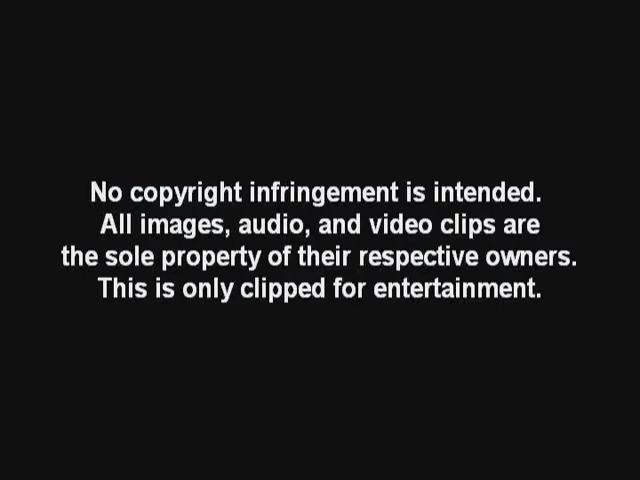 No copyright infringement is intended.
All images, audio, and video clips are
the sole property of their respective owners.
This is only clipped for entertainment.